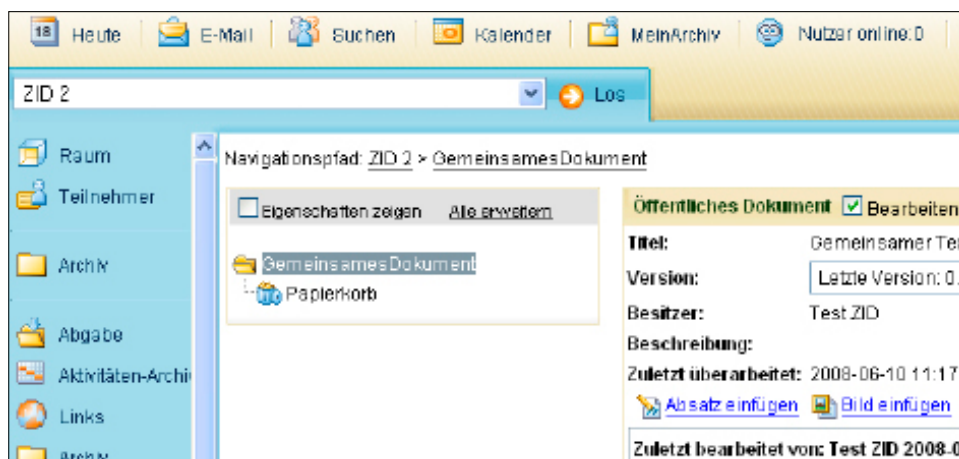 18 Heute E-Mail Suchen Kalender MeinArchiv Nutzer online: 0
ZID 2 Los
Raum
Teilnehmer
Archiv
Abgabe
Aktivitäten-Archi
Links
Archiv
Navigationspfad: ZID 2 > GemeinsamesDokument
Eigenschaften zeigen Alle erweitern
GemeinsamesDokument
Papierkorb
Öffentliches Dokument Bearbeiten
Titel: Gemeinsamer Te
Version: Letzte Version: 0.
Besitzer: Test ZID
Beschreibung:
Zuletzt überarbeitet: 2008-06-10 11:17
Absatz einfügen Bild einfügen
Zuletzt bearbeitet von: Test ZID 2008-0